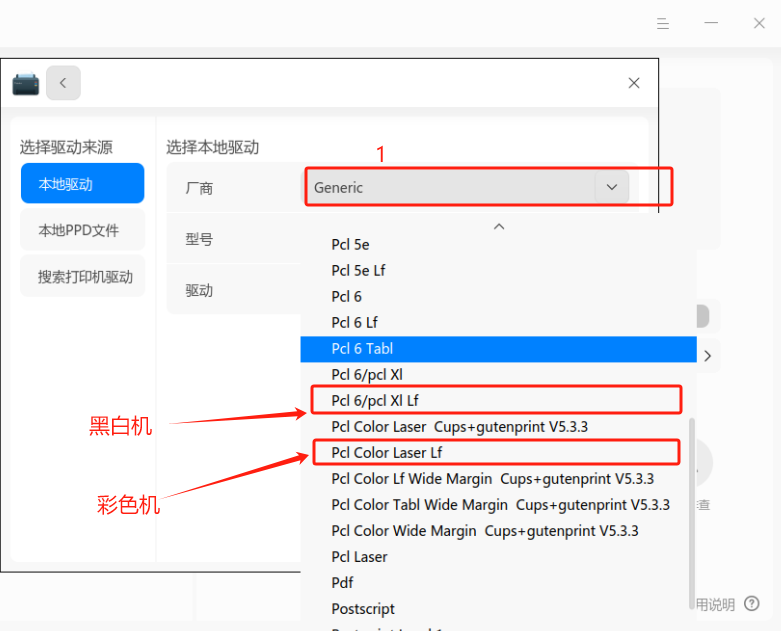 选择驱动来源
选择本地驱动
1
本地驱动
厂商
Generic
本地PPD文件
型号
搜索打印机驱动
驱动
Pcl 5e
Pcl 5e Lf
Pcl 6
Pcl 6 Lf
Pcl 6 Tabl
Pcl 6/pcl Xl
Pcl 6/pcl Xl Lf
黑白机
Pcl Color Laser Cups+gutenprint V5.3.3
Pcl Color Laser Lf
彩色机
Pcl Color Lf Wide Margin Cups+gutenprint V5.3.3
Pcl Color Tabl Wide Margin Cups+gutenprint V5.3.3
查
Pcl Color Wide Margin Cups+gutenprint V5.3.3
Pcl Laser
Pdf
Postscript
用说明